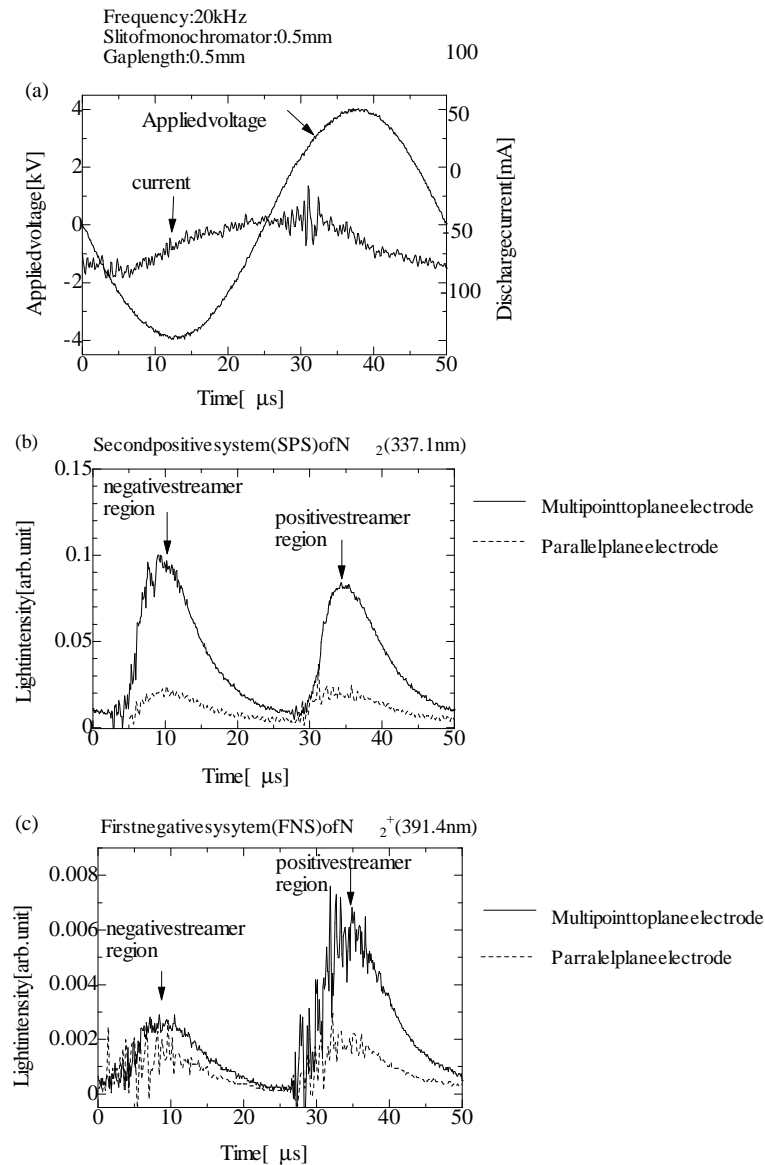 Frequency:20kHz
Slitofmonochromator:0.5mm
Gaplength:0.5mm
100
(a)
4
2
0
-2
-4
Appliedvoltage[kV]
Appliedvoltage
current
50
0
50
100
Dischargecurrent[mA]
0 10 20 30 40 50
Time[ μs]
(b) Secondpositivesystem(SPS)ofN 2(337.1nm)
0.15
0.1
0.05
0
Lightintensity[arb.unit]
negativestreamer
region
positivestreamer
region
Multipointtoplaneelectrode
Parallelplaneelectrode
0 10 20 30 40 50
Time[ μs]
(c) Firstnegativesysytem(FNS)ofN 2+(391.4nm)
0.008
0.006
0.004
0.002
0
Lightintensity[arb.unit]
positivestreamer
region
negativestreamer
region
Multipointtoplaneelectrode
Parralelplaneelectrode
0 10 20 30 40 50
Time[ μs]